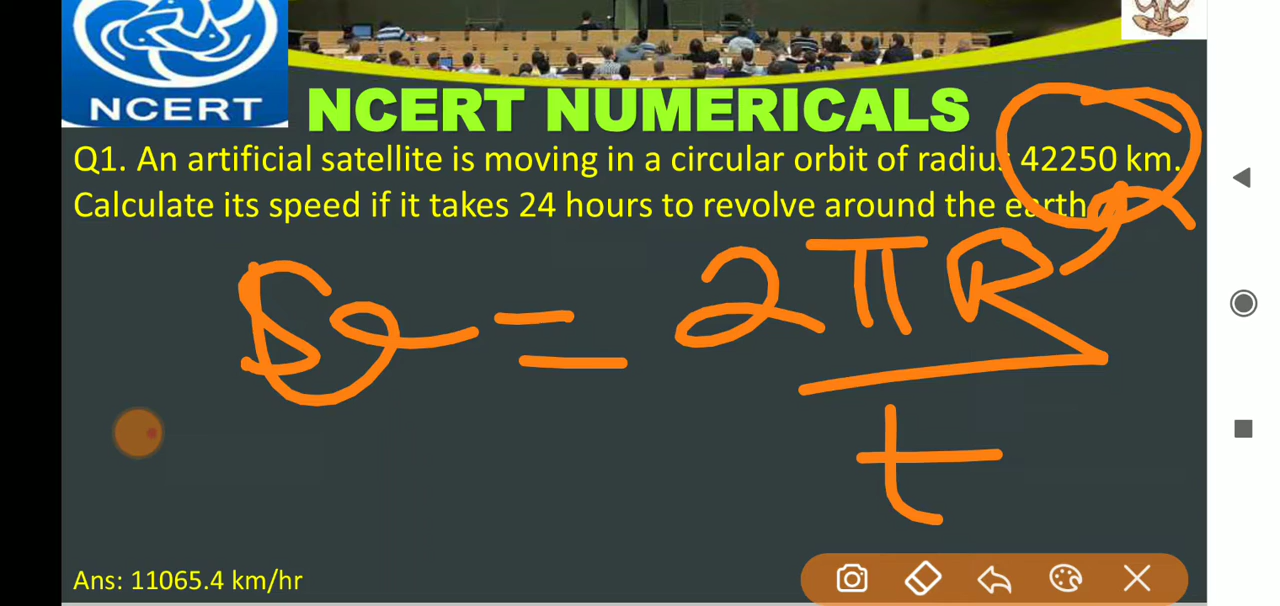 NCERT
NCERT NUMERICALS
Q1. An artificial satellite is moving in a circular orbit of radius 42250 km.
Calculate its speed if it takes 24 hours to revolve around the earth
= 2πR
t
Ans: 11065.4 km/hr